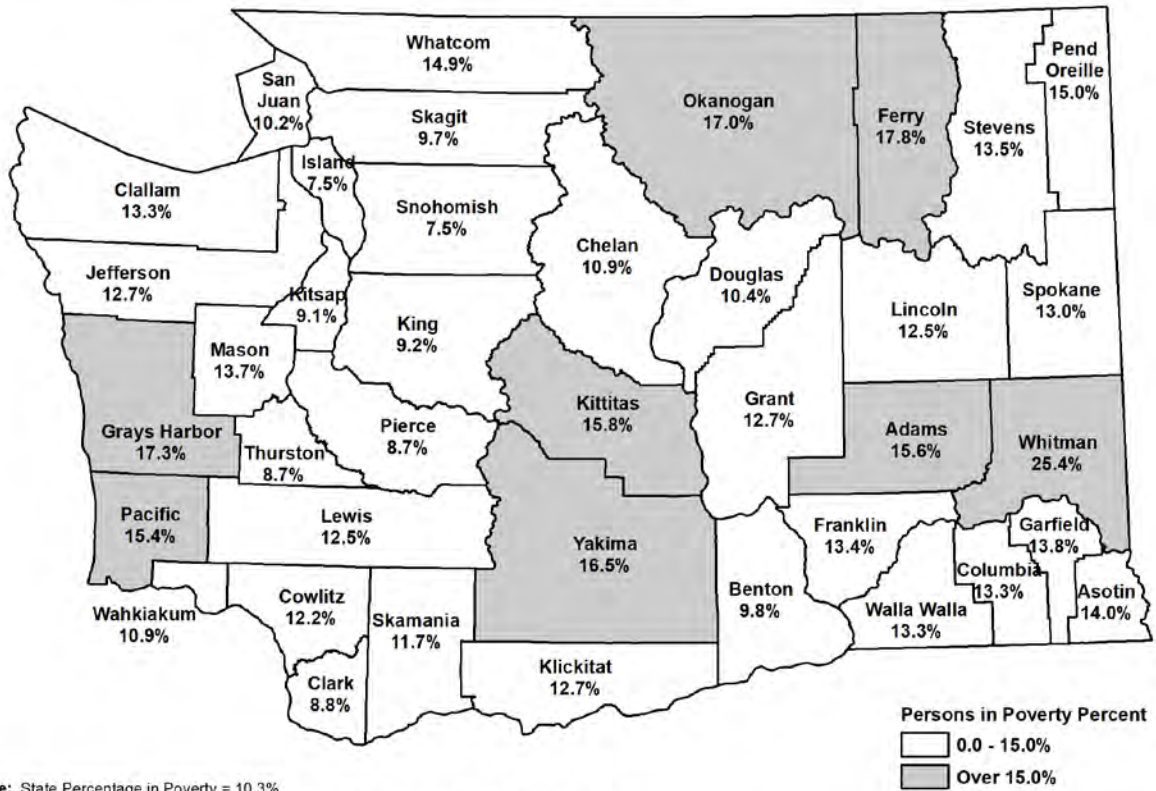 Whatcom
14.9%
San
Juan
10.2%
Skagit
9.7%
Island
7.5%
Clallam
13.3%
Snohomish
7.5%
Jefferson
12.7%
Kitsap
9.1%
King
9.2%
Mason
13.7%
Grays Harbor
17.3%
Thurston
8.7%
Pierce
8.7%
Pacific
15.4%
Lewis
12.5%
Wahkiakum
10.9%
Cowlitz
12.2%
Skamania
11.7%
Clark
8.8%
Okanogan
17.0%
Ferry
17.8%
Stevens
13.5%
Pend
Oreille
15.0%
Chelan
10.9%
Douglas
10.4%
Lincoln
12.5%
Spokane
13.0%
Kittitas
15.8%
Grant
12.7%
Adams
15.6%
Whitman
25.4%
Yakima
16.5%
Benton
9.8%
Franklin
13.4%
Walla Walla
13.3%
Columbia
13.3%
Garfield
13.8%
Asotin
14.0%
Klickitat
12.7%
Persons in Poverty Percent
0.0 - 15.0%
Over 15.0%
State Percentage in Poverty = 10.3%